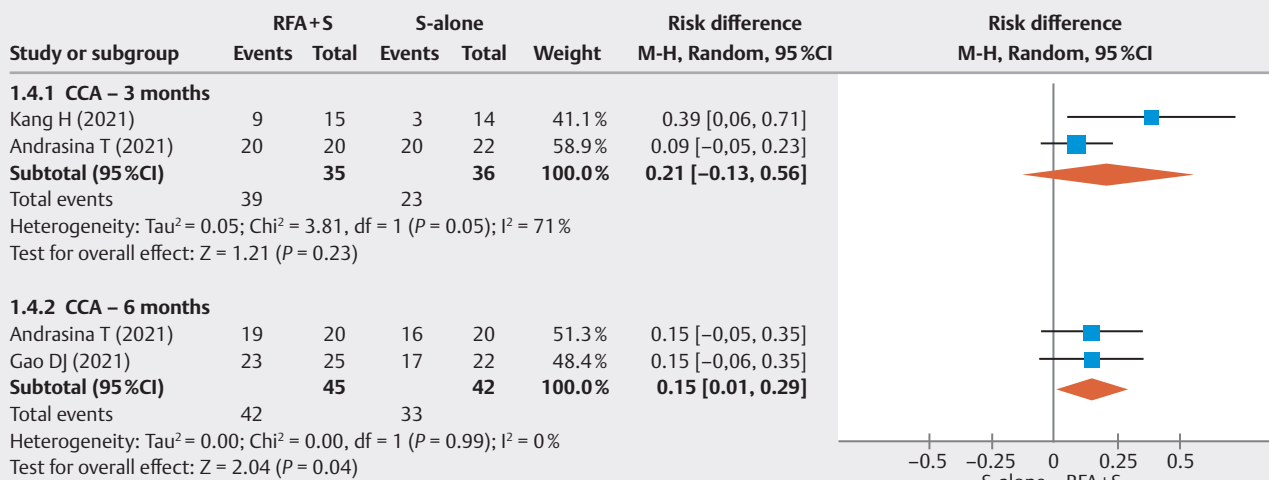 RFA+S S-alone Risk difference Risk difference
Study or subgroup Events Total Events Total Weight M-H, Random, 95%CI M-H, Random, 95%CI
1.4.1 CCA – 3 months
Kang H (2021) 9 15 3 14 41.1% 0.39 [0,06, 0.71]
Andrasina T (2021) 20 20 20 22 58.9% 0.09 [–0,05, 0.23]
Subtotal (95%CI) 35 36 100.0% 0.21 [–0.13, 0.56]
Total events 39 23
Heterogeneity: Tau² = 0.05; Chi² = 3.81, df = 1 (P = 0.05); I² = 71%
Test for overall effect: Z = 1.21 (P = 0.23)
1.4.2 CCA – 6 months
Andrasina T (2021) 19 20 16 20 51.3% 0.15 [–0,05, 0.35]
Gao DJ (2021) 23 25 17 22 48.4% 0.15 [–0,06, 0.35]
Subtotal (95%CI) 45 42 100.0% 0.15 [0.01, 0.29]
Total events 42 33
Heterogeneity: Tau² = 0.00; Chi² = 0.00, df = 1 (P = 0.99); I² = 0%
Test for overall effect: Z = 2.04 (P = 0.04)
–0.5 –0.25 0 0.25 0.5
S-alone RFA+S